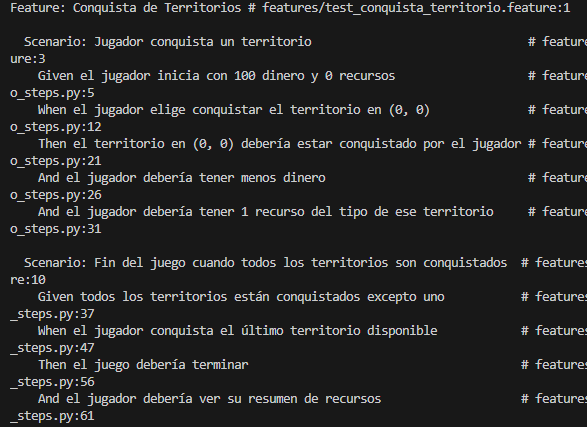 Feature: Conquista de Territorios # features/test_conquista_territorio.feature:1
Scenario: Jugador conquista un territorio # feature
ure:3
Given el jugador inicia con 100 dinero y 0 recursos # feature
o_steps.py:5
When el jugador elige conquistar el territorio en (0, 0) # feature
o_steps.py:12
Then el territorio en (0, 0) debería estar conquistado por el jugador # feature
o_steps.py:21
And el jugador debería tener menos dinero # feature
o_steps.py:26
And el jugador debería tener 1 recurso del tipo de ese territorio # feature
o_steps.py:31
Scenario: Fin del juego cuando todos los territorios son conquistados # features
re:10
Given todos los territorios están conquistados excepto uno # features
_steps.py:37
When el jugador conquista el último territorio disponible # features
_steps.py:47
Then el juego debería terminar # features
_steps.py:56
And el jugador debería ver su resumen de recursos # features
_steps.py:61